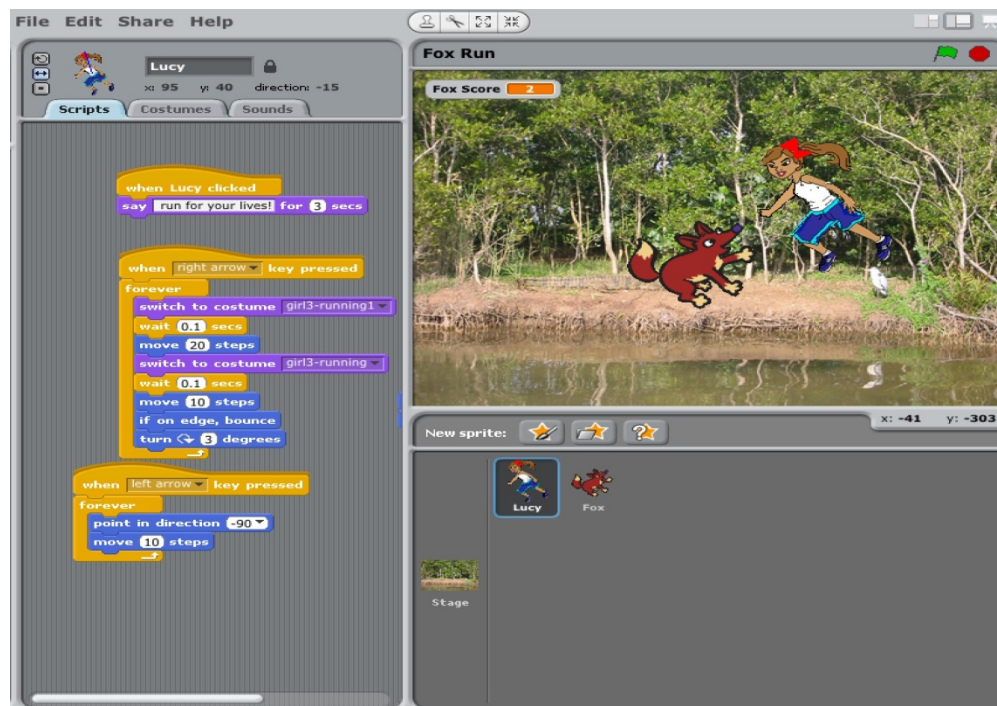 File Edit Share Help
Lucy
x: 95 y: 40 direction: -15
Scripts Costumes Sounds
when Lucy clicked
say run for your lives! for 3 secs
when right arrow key pressed
forever
switch to costume girl3-running1
wait 0.1 secs
move 20 steps
switch to costume girl3-running
wait 0.1 secs
move 10 steps
if on edge, bounce
turn 3 degrees
when left arrow key pressed
forever
point in direction -90
move 10 steps
Fox Run
Fox Score 2
x: -41 y: -303
New sprite:
Lucy Fox
Stage